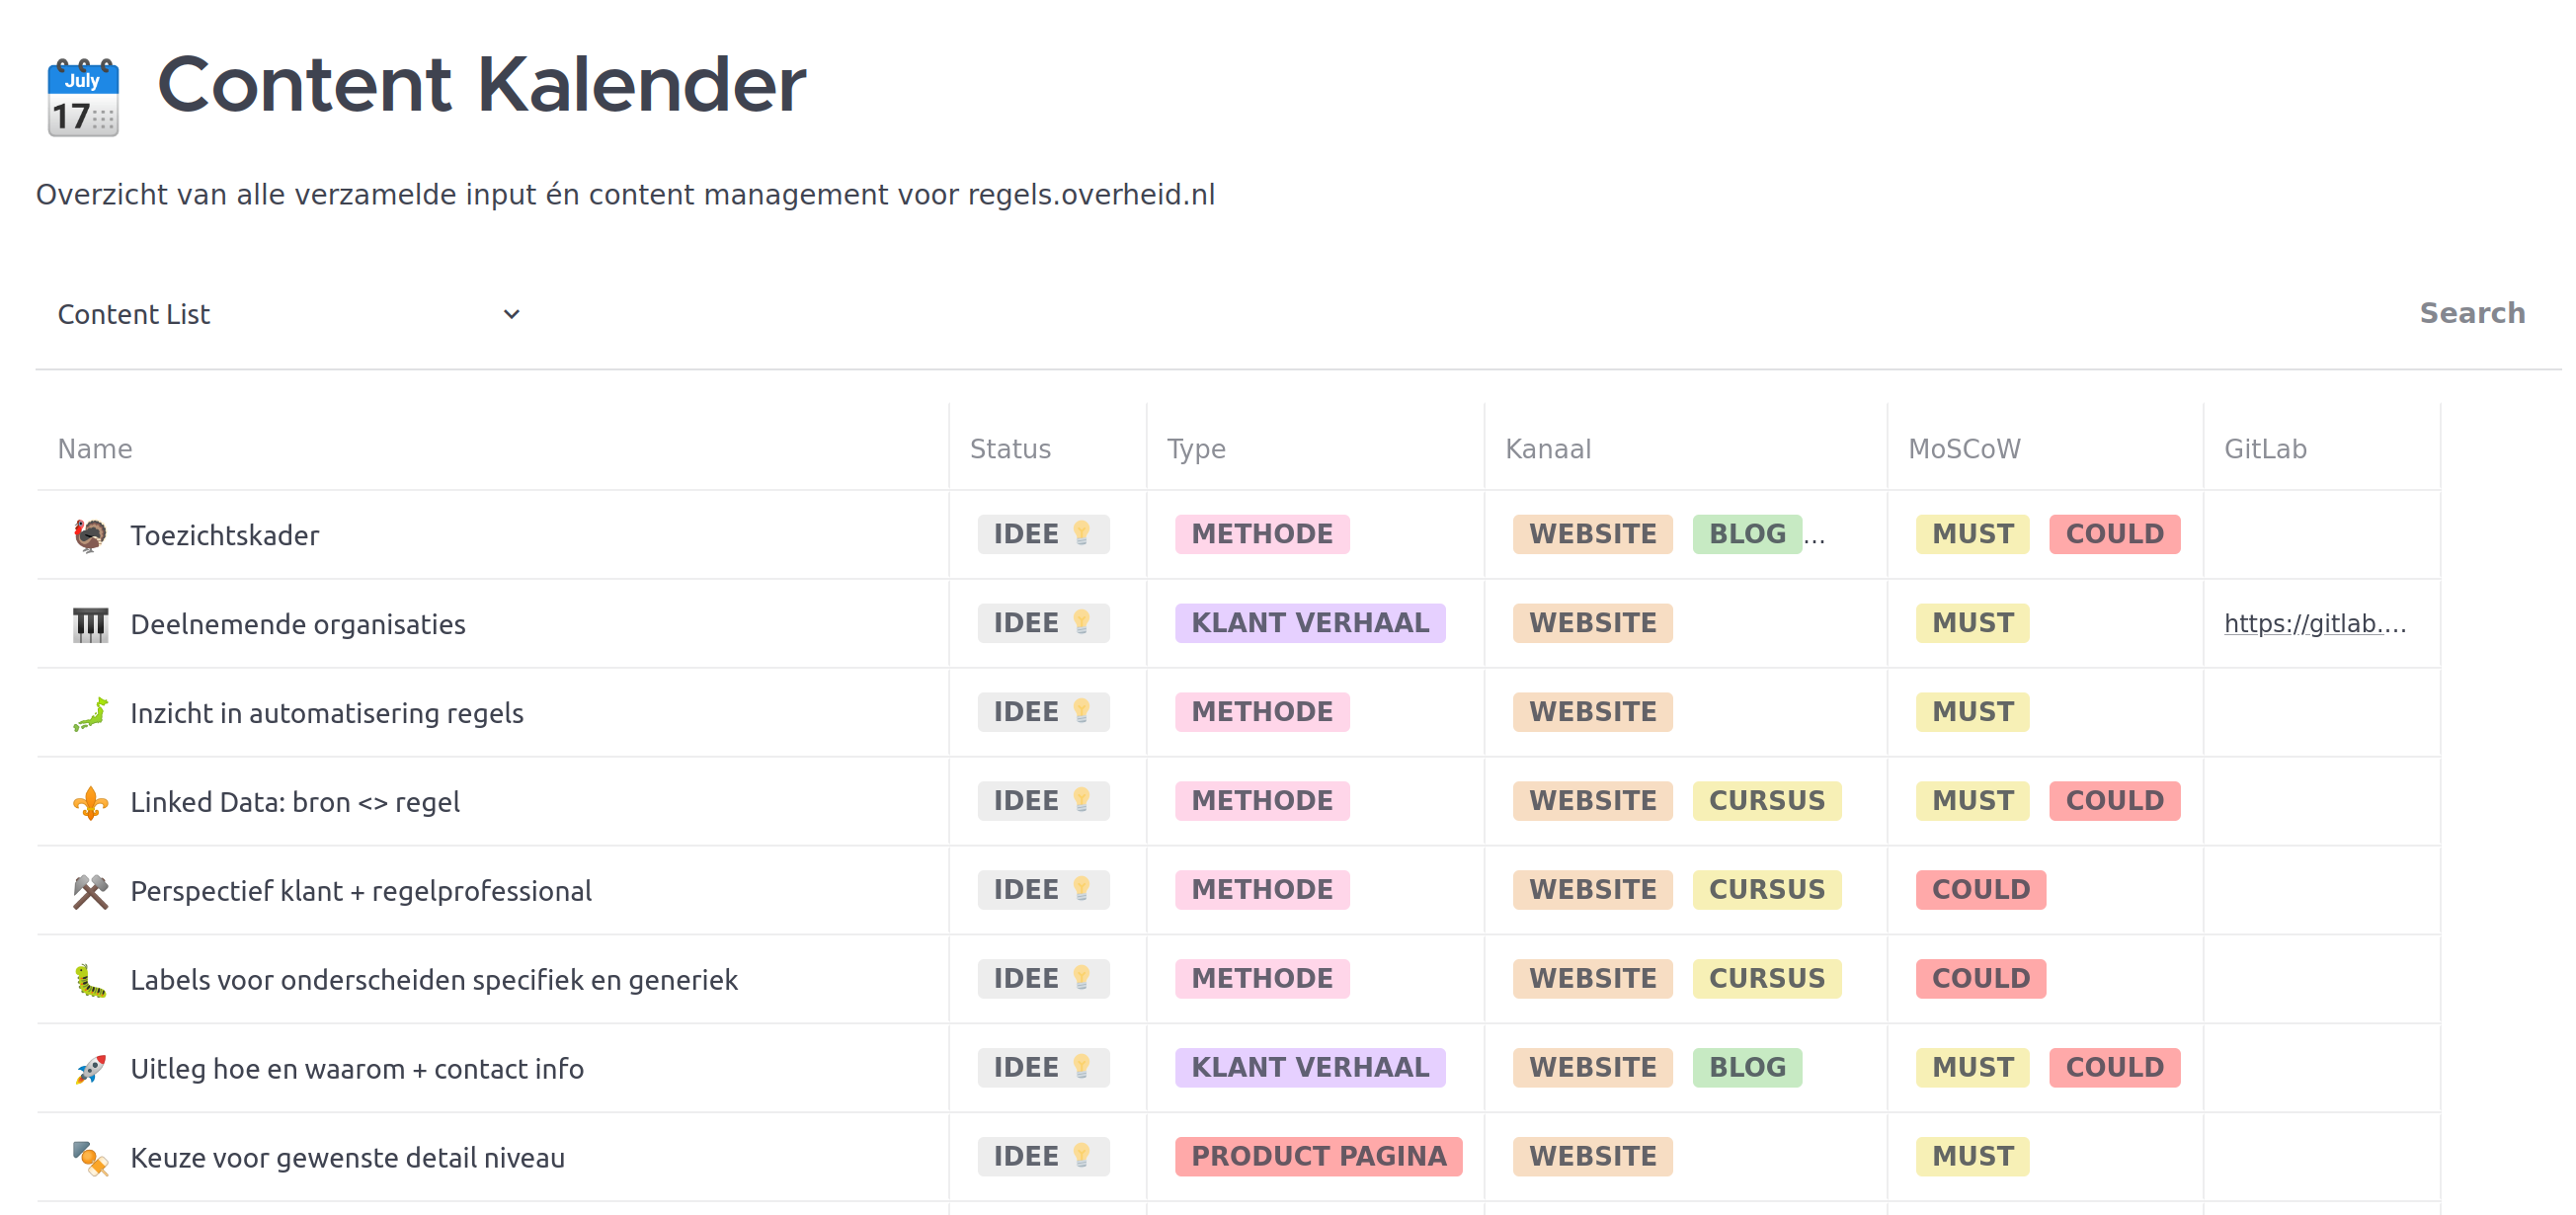 July
17
Content Kalender
Overzicht van alle verzamelde input én content management voor regels.overheid.nl
Content List
Search
Name Status Type Kanaal MoSCoW GitLab
Toezichtskader IDEE METHODE WEBSITE BLOG... MUST COULD
Deelnemende organisaties IDEE KLANT VERHAAL WEBSITE MUST https://gitlab....
Inzicht in automatisering regels IDEE METHODE WEBSITE MUST
Linked Data: bron <> regel IDEE METHODE WEBSITE CURSUS MUST COULD
Perspectief klant + regelprofessional IDEE METHODE WEBSITE CURSUS COULD
Labels voor onderscheiden specifiek en generiek IDEE METHODE WEBSITE CURSUS COULD
Uitleg hoe en waarom + contact info IDEE KLANT VERHAAL WEBSITE BLOG MUST COULD
Keuze voor gewenste detail niveau IDEE PRODUCT PAGINA WEBSITE MUST